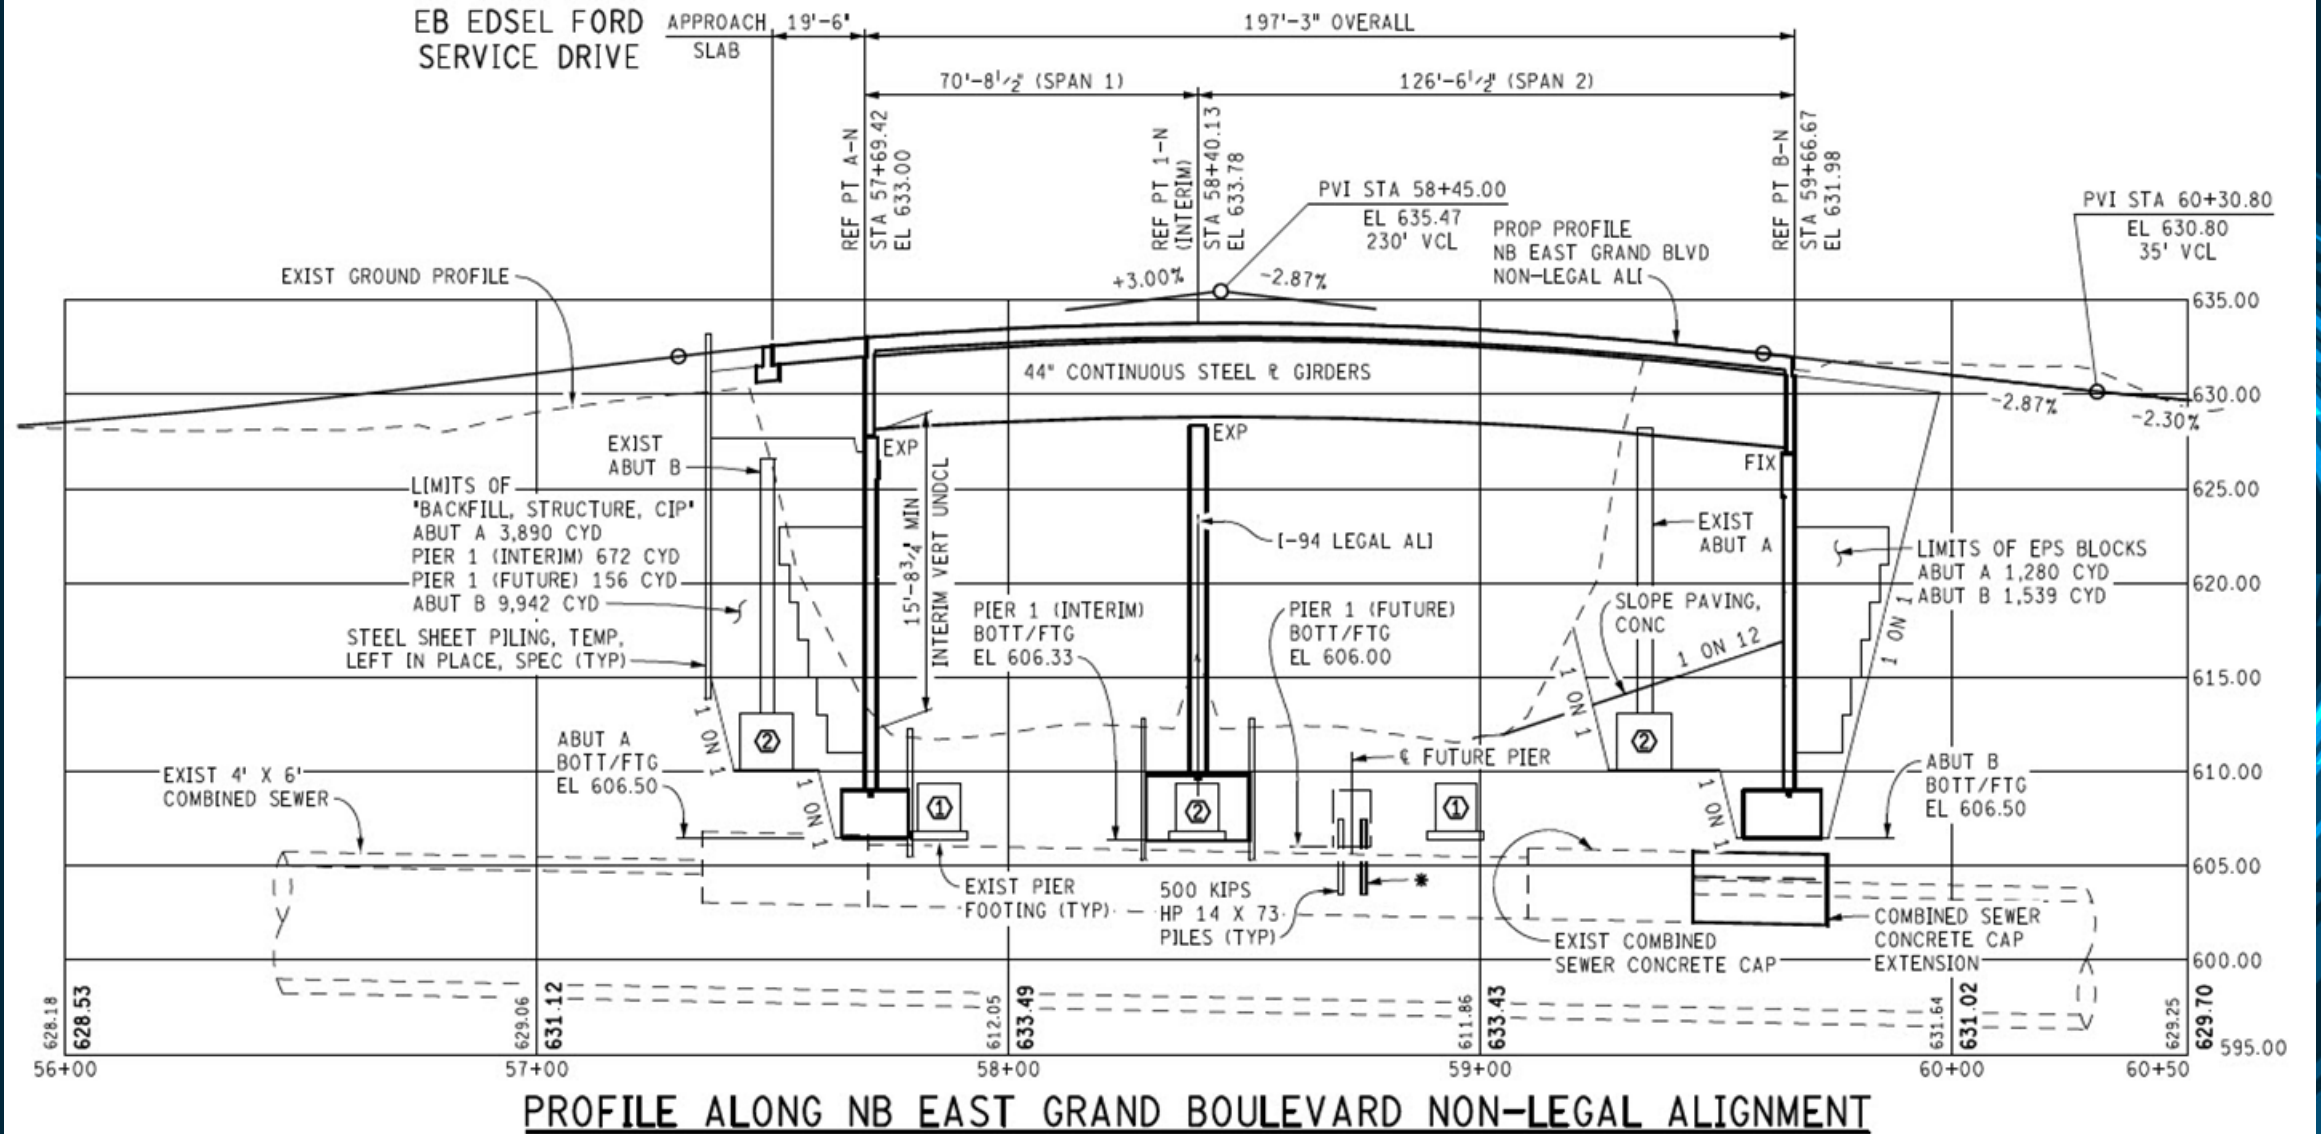 EB EDSEL FORD
SERVICE DRIVE
APPROACH
SLAB
19'-6"
197'-3" OVERALL
70'-8½" (SPAN 1)
126'-6½" (SPAN 2)
REF PT A-N
STA 57+69.42
EL 633.00
REF PT 1-N
(INTERIM)
STA 58+40.13
EL 633.78
REF PT B-N
STA 59+66.67
EL 631.98
PVI STA 58+45.00
EL 635.47
230' VCL
PROP PROFILE
NB EAST GRAND BLVD
NON-LEGAL ALI
PVI STA 60+30.80
EL 630.80
35' VCL
EXIST GROUND PROFILE
+3.00%
-2.87%
635.00
44" CONTINUOUS STEEL ℄ GIRDERS
630.00
-2.87%
-2.30%
EXIST
ABUT B
EXP
EXP
FIX
LIMITS OF
"BACKFILL, STRUCTURE, CIP"
ABUT A 3,890 CYD
PIER 1 (INTERIM) 672 CYD
PIER 1 (FUTURE) 156 CYD
ABUT B 9,942 CYD
STEEL SHEET PILING, TEMP,
LEFT IN PLACE, SPEC (TYP)
15'-8¾" MIN
INTERIM VERT UNDCL
I-94 LEGAL ALI
EXIST
ABUT A
625.00
LIMITS OF EPS BLOCKS
ABUT A 1,280 CYD
ABUT B 1,539 CYD
620.00
PIER 1 (INTERIM)
BOTT/FTG
EL 606.33
PIER 1 (FUTURE)
BOTT/FTG
EL 606.00
SLOPE PAVING,
CONC
1 ON 12
1 ON 1
615.00
1 ON 1
1 ON 1
2
2
ABUT A
BOTT/FTG
EL 606.50
℄ FUTURE PIER
ABUT B
BOTT/FTG
EL 606.50
610.00
EXIST 4' X 6'
COMBINED SEWER
1 ON 1
1
2
1
1 ON 1
605.00
EXIST PIER
FOOTING (TYP)
500 KIPS
HP 14 X 73
PILES (TYP)
*
EXIST COMBINED
SEWER CONCRETE CAP
COMBINED SEWER
CONCRETE CAP
EXTENSION
600.00
628.18
628.53
629.06
631.12
612.05
633.49
611.86
633.43
631.64
631.02
629.25
629.70
595.00
56+00
57+00
58+00
59+00
60+00
60+50
PROFILE ALONG NB EAST GRAND BOULEVARD NON-LEGAL ALIGNMENT